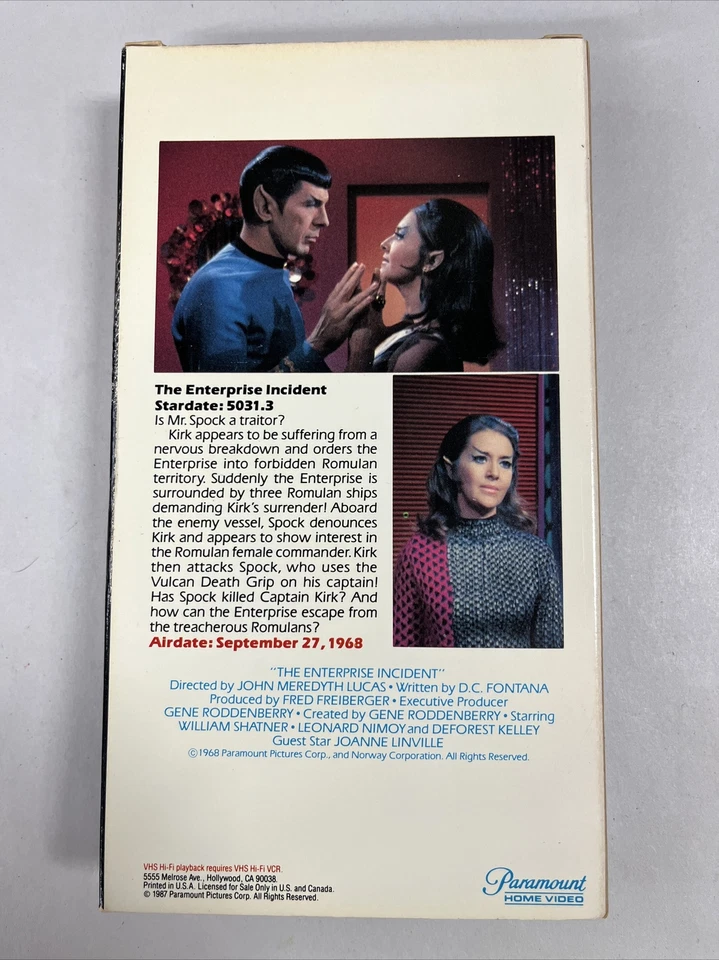 The Enterprise Incident
Stardate: 5031.3
Is Mr. Spock a traitor?
Kirk appears to be suffering from a
nervous breakdown and orders the
Enterprise into forbidden Romulan
territory. Suddenly the Enterprise is
surrounded by three Romulan ships
demanding Kirk's surrender! Aboard
the enemy vessel, Spock denounces
Kirk and appears to show interest in
the Romulan female commander. Kirk
then attacks Spock, who uses the
Vulcan Death Grip on his captain!
Has Spock killed Captain Kirk? And
how can the Enterprise escape from
the treacherous Romulans?
Airdate: September 27, 1968
"THE ENTERPRISE INCIDENT"
Directed by JOHN MEREDYTH LUCAS • Written by D.C. FONTANA
Produced by FRED FREIBERGER • Executive Producer
GENE RODDENBERRY • Created by GENE RODDENBERRY • Starring
WILLIAM SHATNER • LEONARD NIMOY and DEFOREST KELLEY
Guest Star JOANNE LINVILLE
©1968 Paramount Pictures Corp., and Norway Corporation. All Rights Reserved.
VHS Hi-Fi playback requires VHS Hi-Fi VCR.
5555 Melrose Ave., Hollywood, CA 90038.
Printed in U.S.A. Licensed for Sale Only in U.S. and Canada.
© 1987 Paramount Pictures Corp. All Rights Reserved.
Paramount
HOME VIDEO